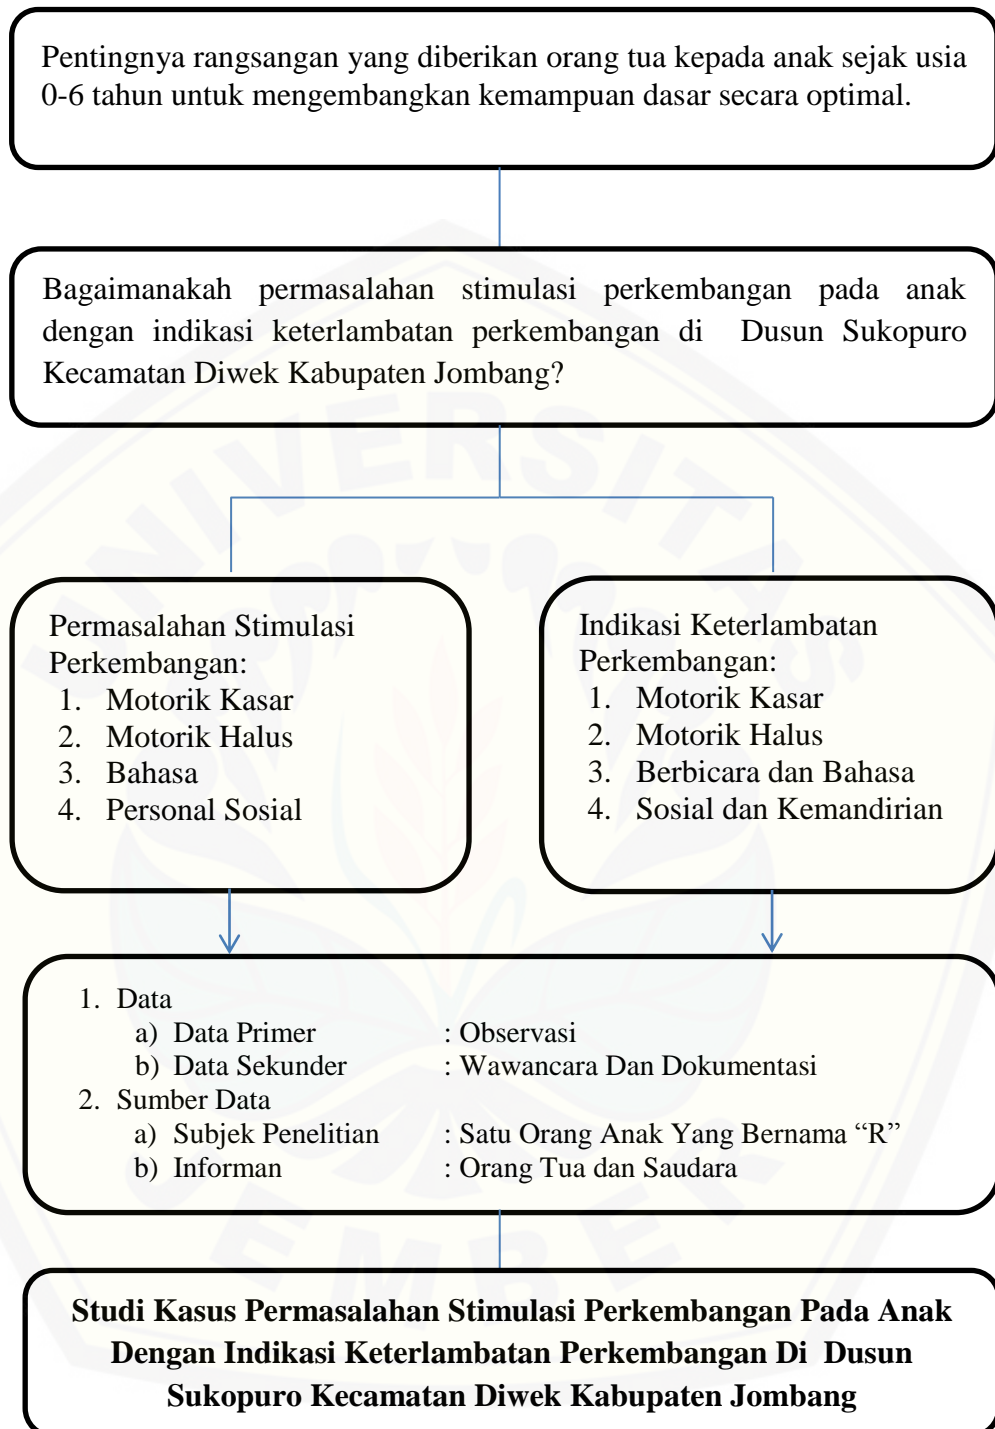 Pentingnya rangsangan yang diberikan orang tua kepada anak sejak usia
0-6 tahun untuk mengembangkan kemampuan dasar secara optimal.
Bagaimanakah permasalahan stimulasi perkembangan pada anak
dengan indikasi keterlambatan perkembangan di Dusun Sukopuro
Kecamatan Diwek Kabupaten Jombang?
Permasalahan Stimulasi
Perkembangan:
1. Motorik Kasar
2. Motorik Halus
3. Bahasa
4. Personal Sosial
Indikasi Keterlambatan
Perkembangan:
1. Motorik Kasar
2. Motorik Halus
3. Berbicara dan Bahasa
4. Sosial dan Kemandirian
1. Data
a) Data Primer : Observasi
b) Data Sekunder : Wawancara Dan Dokumentasi
2. Sumber Data
a) Subjek Penelitian : Satu Orang Anak Yang Bernama “R”
b) Informan : Orang Tua dan Saudara
Studi Kasus Permasalahan Stimulasi Perkembangan Pada Anak
Dengan Indikasi Keterlambatan Perkembangan Di Dusun
Sukopuro Kecamatan Diwek Kabupaten Jombang
UNIVERSITAS
JEMBER